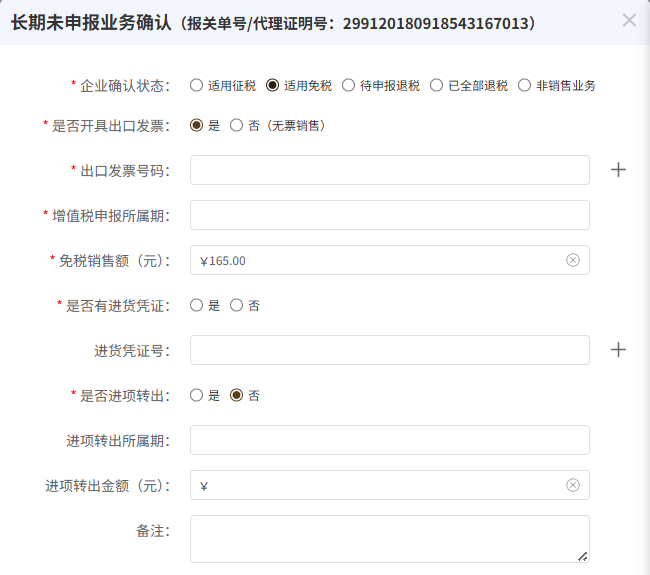 长期未申报业务确认（报关单号/代理证明号：299120180918543167013）
* 企业确认状态： 适用征税 适用免税 待申报退税 已全部退税 非销售业务
* 是否开具出口发票： 是 否（无票销售）
* 出口发票号码：
* 增值税申报所属期：
* 免税销售额（元）： ￥165.00
* 是否有进货凭证： 是 否
进货凭证号：
* 是否进项转出： 是 否
进项转出所属期：
进项转出金额（元）： ￥
备注：